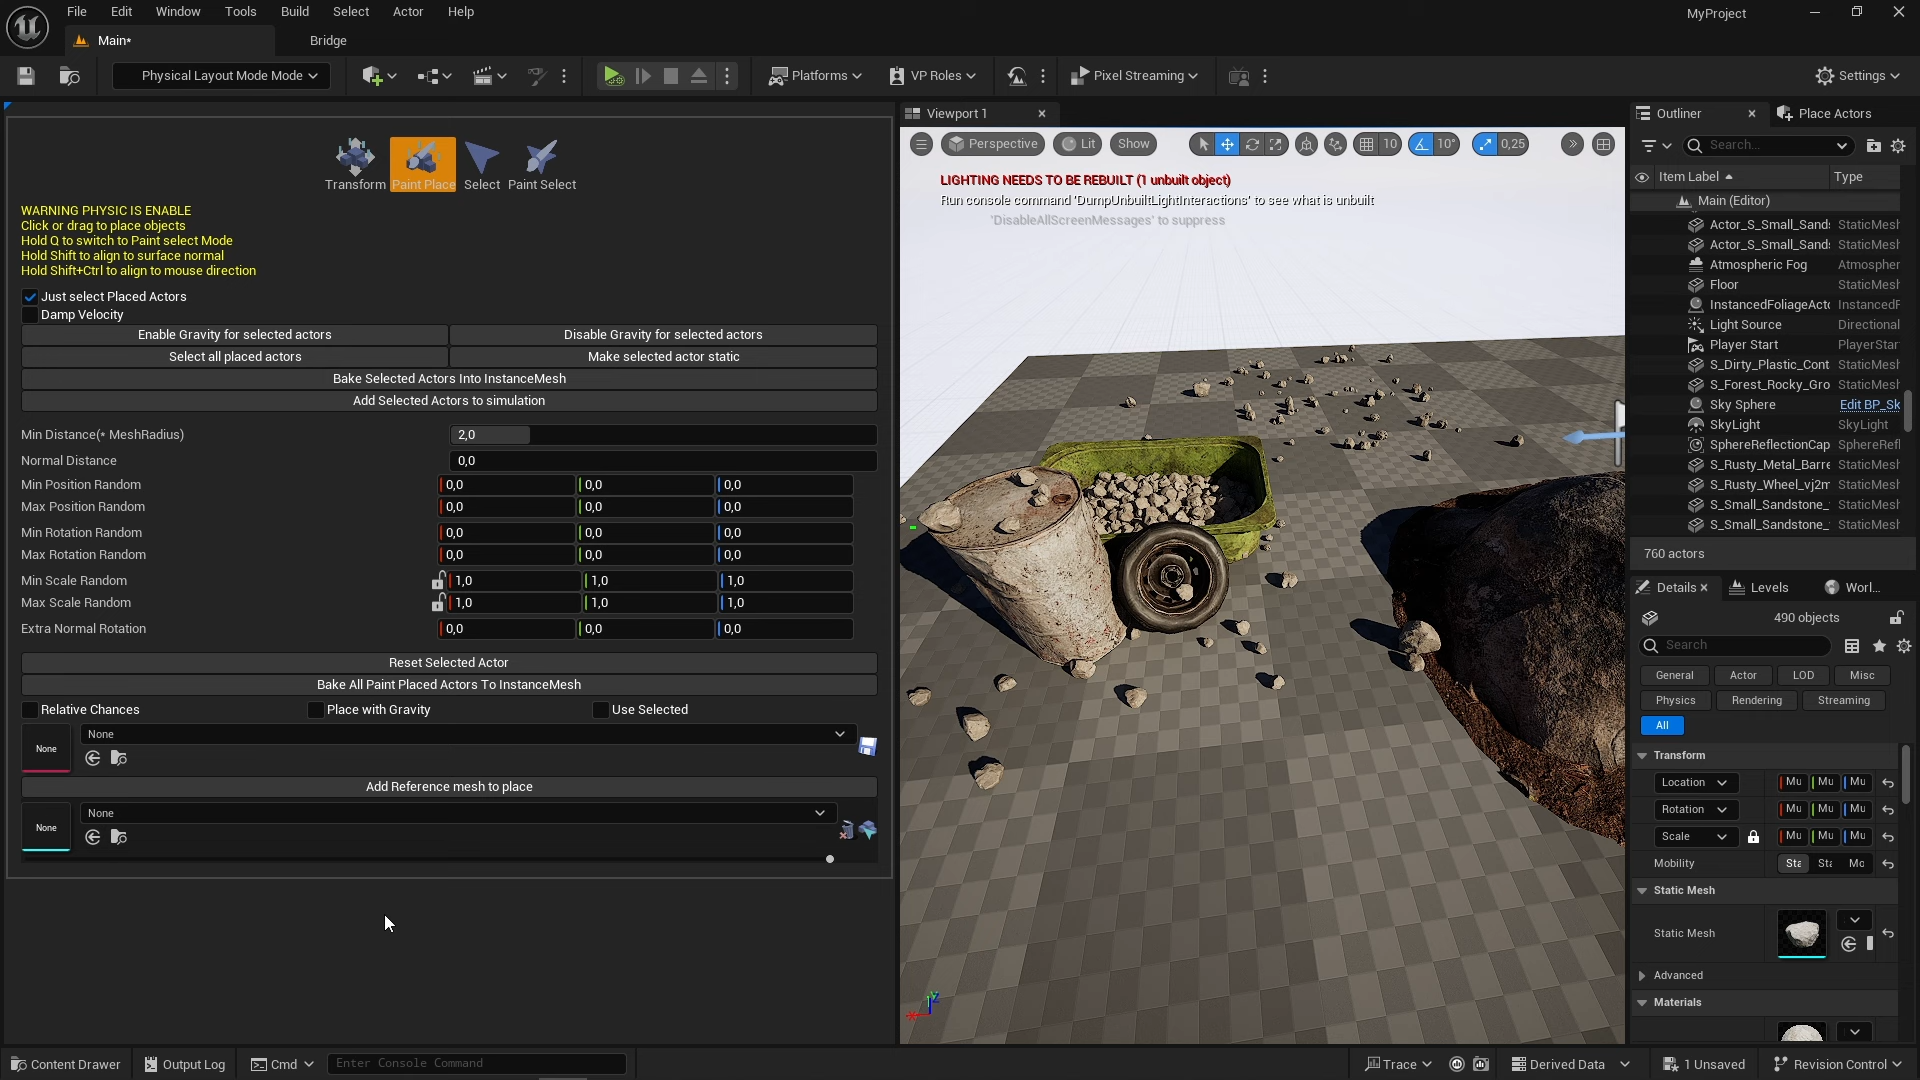 File Edit Window Tools Build Select Actor Help
MyProject
Main*
Bridge
Physical Layout Mode Mode
Platforms
VP Roles
Pixel Streaming
Settings
Transform
Paint Place
Select
Paint Select
WARNING PHYSIC IS ENABLE
Click or drag to place objects
Hold Q to switch to Paint select Mode
Hold Shift to align to surface normal
Hold Shift+Ctrl to align to mouse direction
Just select Placed Actors
Damp Velocity
Enable Gravity for selected actors
Disable Gravity for selected actors
Select all placed actors
Make selected actor static
Bake Selected Actors Into InstanceMesh
Add Selected Actors to simulation
Min Distance(* MeshRadius) 2,0
Normal Distance 0,0
Min Position Random 0,0 0,0 0,0
Max Position Random 0,0 0,0 0,0
Min Rotation Random 0,0 0,0 0,0
Max Rotation Random 0,0 0,0 0,0
Min Scale Random 1,0 1,0 1,0
Max Scale Random 1,0 1,0 1,0
Extra Normal Rotation 0,0 0,0 0,0
Reset Selected Actor
Bake All Paint Placed Actors To InstanceMesh
Relative Chances
Place with Gravity
Use Selected
None
None
Add Reference mesh to place
None
None
Viewport 1
Perspective
Lit
Show
10
10°
0,25
LIGHTING NEEDS TO BE REBUILT (1 unbuilt object)
Run console command 'DumpUnbuiltLightInteractions' to see what is unbuilt
'DisableAllScreenMessages' to suppress
Outliner
Place Actors
Search...
Item Label Type
Main (Editor)
Actor_S_Small_Sands StaticMesh
Actor_S_Small_Sands StaticMesh
Atmospheric Fog Atmospher
Floor StaticMesh
InstancedFoliageActo InstancedF
Light Source Directional
Player Start PlayerStar
S_Dirty_Plastic_Cont StaticMesh
S_Forest_Rocky_Gro StaticMesh
Sky Sphere Edit BP_Sk
SkyLight SkyLight
SphereReflectionCap SphereRefl
S_Rusty_Metal_Barre StaticMesh
S_Rusty_Wheel_vj2m StaticMesh
S_Small_Sandstone_ StaticMesh
S_Small_Sandstone_ StaticMesh
760 actors
Details
Levels
Worl...
490 objects
Search
General Actor LOD Misc
Physics Rendering Streaming
All
Transform
Location Mu Mu Mu
Rotation Mu Mu Mu
Scale Mu Mu Mu
Mobility Sta Sta Mo
Static Mesh
Static Mesh
Advanced
Materials
Content Drawer
Output Log
Cmd
Enter Console Command
Trace
Derived Data
1 Unsaved
Revision Control